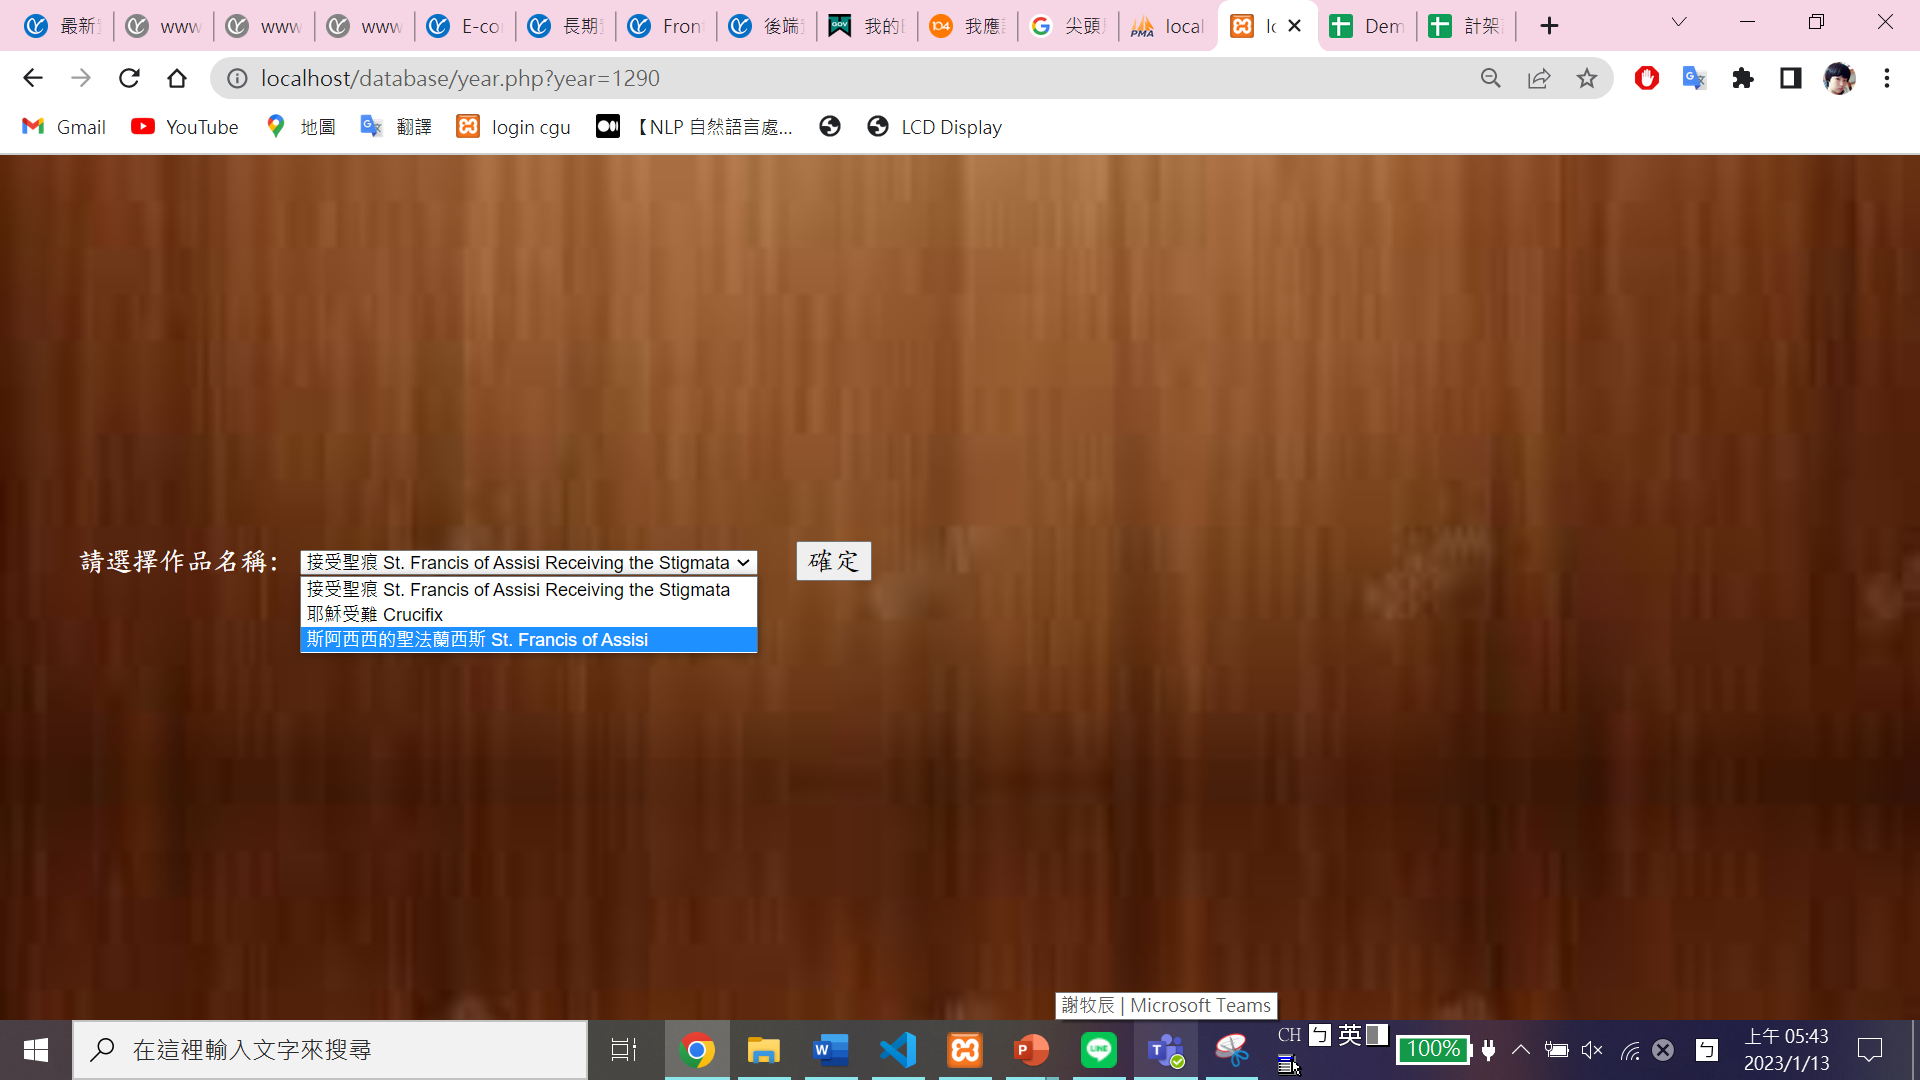 最新 www www www E-co 長期 Fron 後端 我的 我應 尖頭 local lo Dem 計架
localhost/database/year.php?year=1290
Gmail YouTube 地圖 翻譯 login cgu 【NLP 自然語言處... LCD Display
請選擇作品名稱： 接受聖痕 St. Francis of Assisi Receiving the Stigmata 確定
接受聖痕 St. Francis of Assisi Receiving the Stigmata
耶穌受難 Crucifix
斯阿西西的聖法蘭西斯 St. Francis of Assisi
謝牧辰 | Microsoft Teams
在這裡輸入文字來搜尋
CH ㄅ 英 100% ㄅ
上午 05:43
2023/1/13